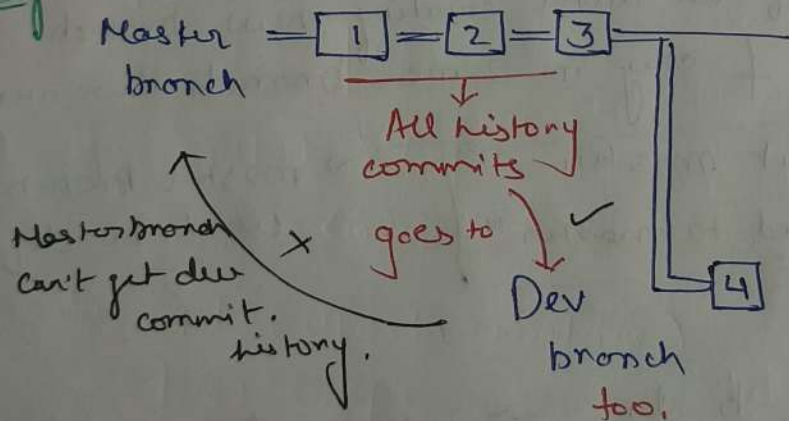 Master
branch
1
2
3
All history
commits
goes to
Dev
branch
too.
4
Master branch
can't get dev
commit.
history.